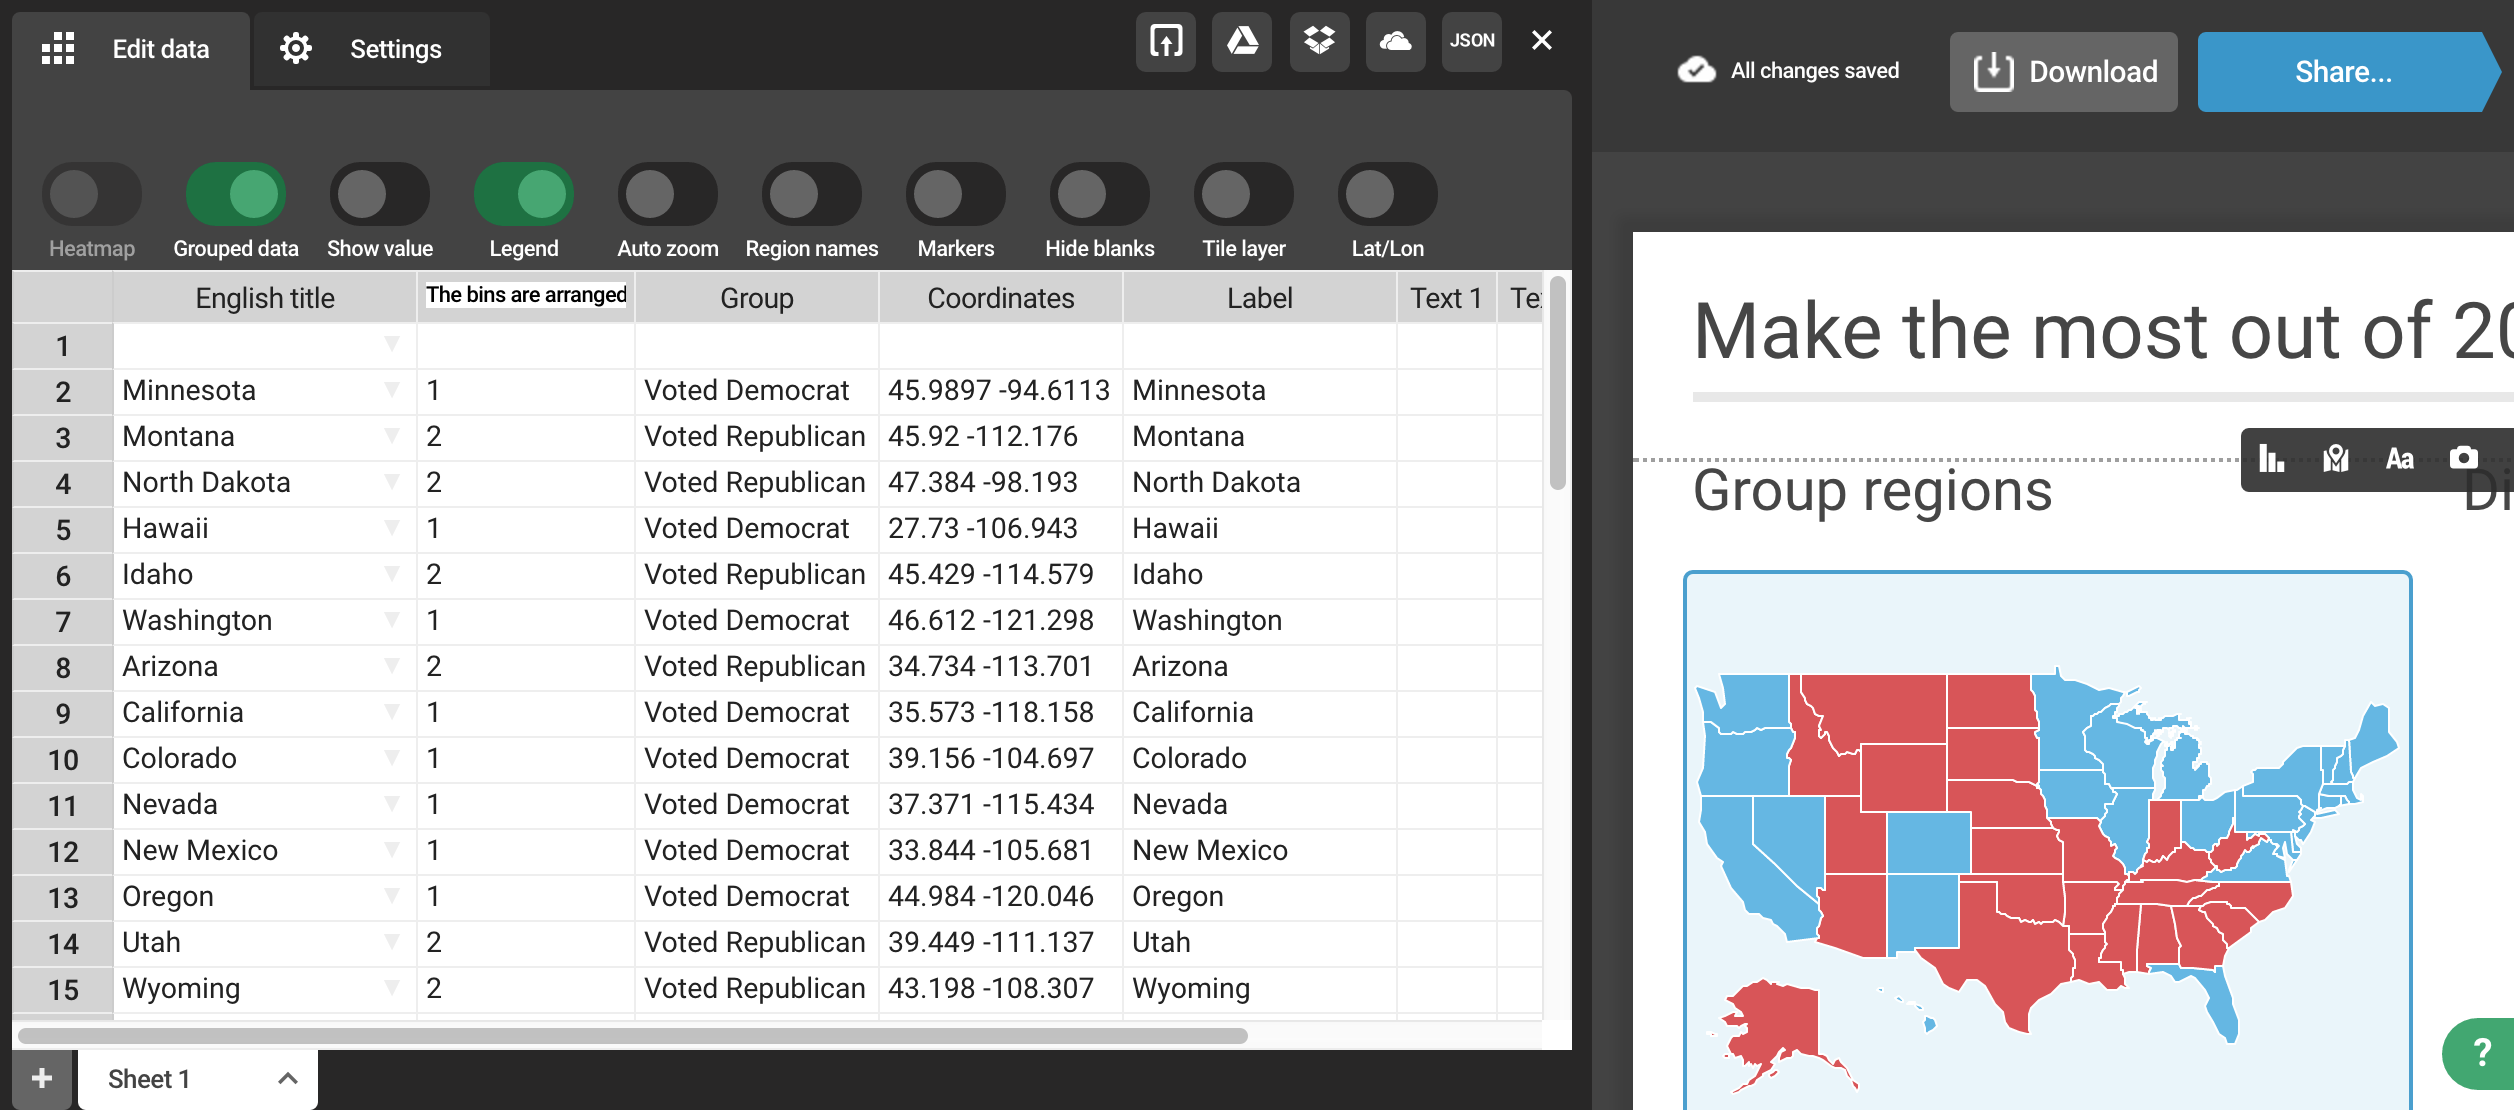 Edit data
Settings
JSON
All changes saved
Download
Share...
Heatmap
Grouped data
Show value
Legend
Auto zoom
Region names
Markers
Hide blanks
Tile layer
Lat/Lon
English title The bins are arranged Group Coordinates Label Text 1
1
2 Minnesota 1 Voted Democrat 45.9897 -94.6113 Minnesota
3 Montana 2 Voted Republican 45.92 -112.176 Montana
4 North Dakota 2 Voted Republican 47.384 -98.193 North Dakota
5 Hawaii 1 Voted Democrat 27.73 -106.943 Hawaii
6 Idaho 2 Voted Republican 45.429 -114.579 Idaho
7 Washington 1 Voted Democrat 46.612 -121.298 Washington
8 Arizona 2 Voted Republican 34.734 -113.701 Arizona
9 California 1 Voted Democrat 35.573 -118.158 California
10 Colorado 1 Voted Democrat 39.156 -104.697 Colorado
11 Nevada 1 Voted Democrat 37.371 -115.434 Nevada
12 New Mexico 1 Voted Democrat 33.844 -105.681 New Mexico
13 Oregon 1 Voted Democrat 44.984 -120.046 Oregon
14 Utah 2 Voted Republican 39.449 -111.137 Utah
15 Wyoming 2 Voted Republican 43.198 -108.307 Wyoming
+ Sheet 1
Make the most out of
Aa
Group regions
?